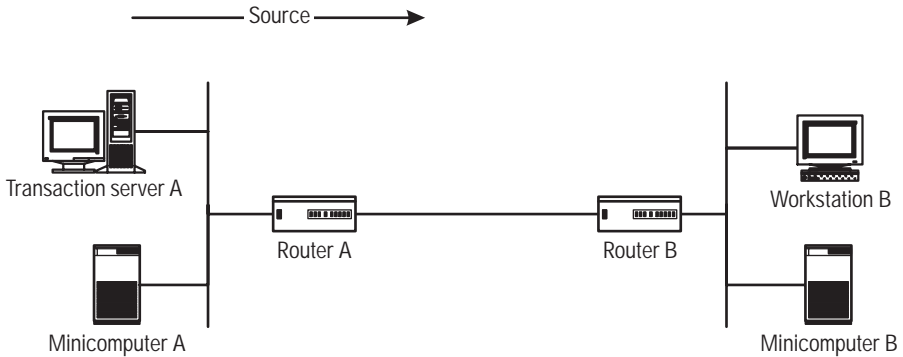 Source
Transaction server A
Workstation B
Router A
Router B
Minicomputer A
Minicomputer B